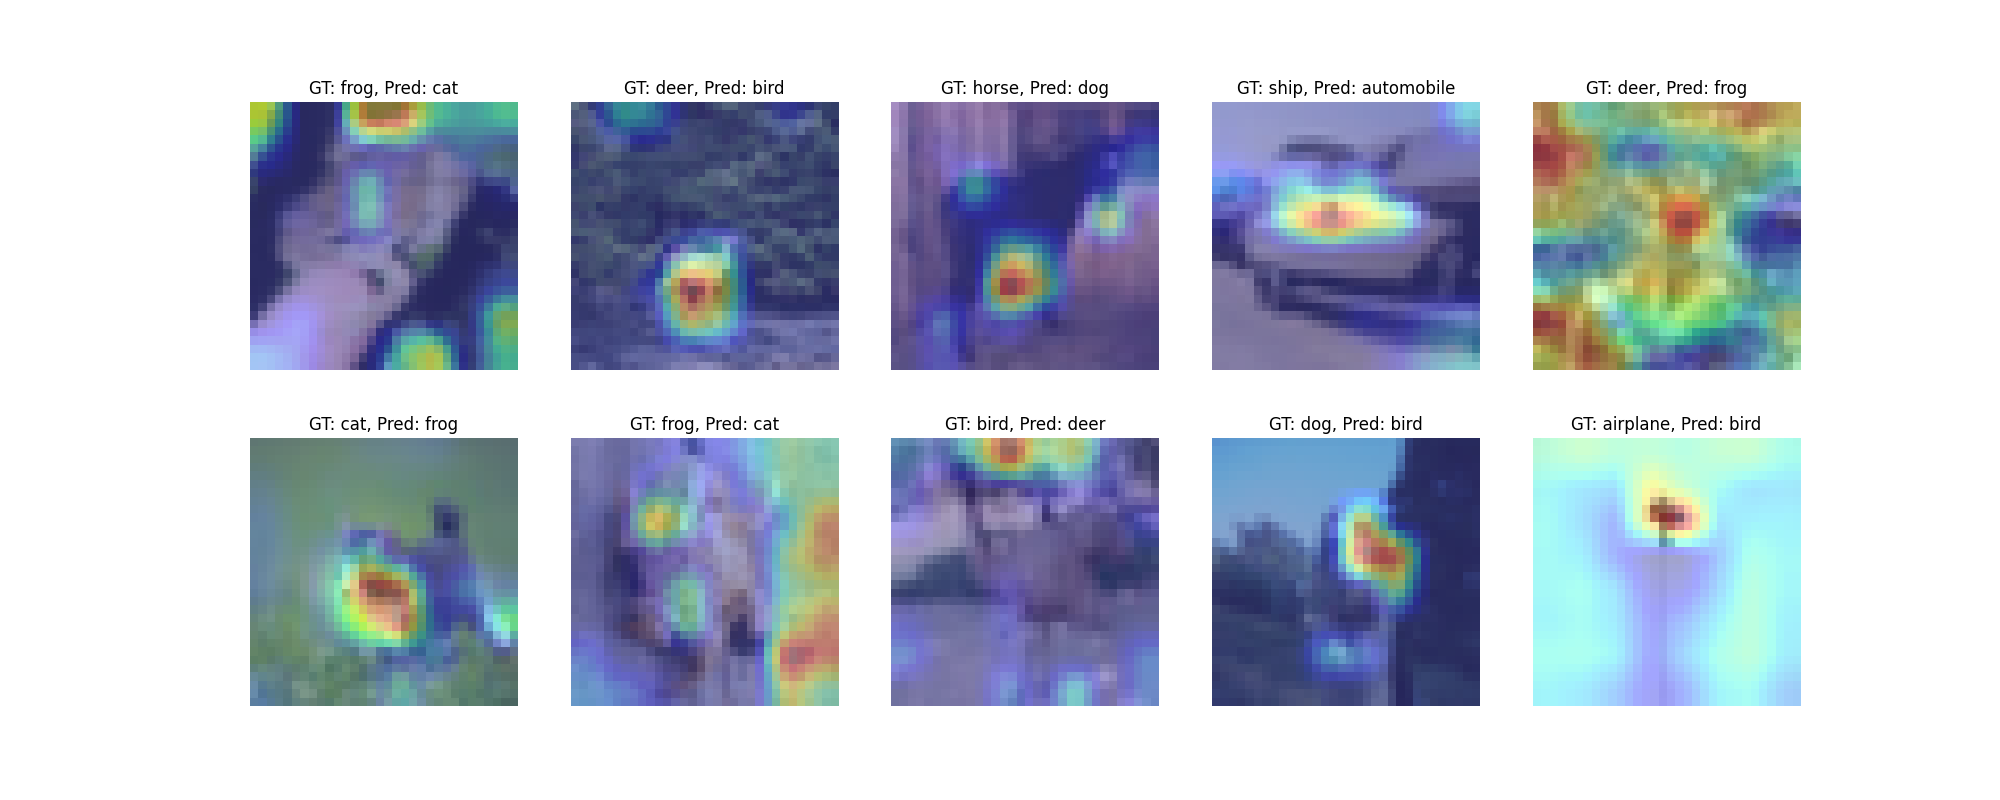 GT: frog, Pred: cat
GT: deer, Pred: bird
GT: horse, Pred: dog
GT: ship, Pred: automobile
GT: deer, Pred: frog
GT: cat, Pred: frog
GT: frog, Pred: cat
GT: bird, Pred: deer
GT: dog, Pred: bird
GT: airplane, Pred: bird